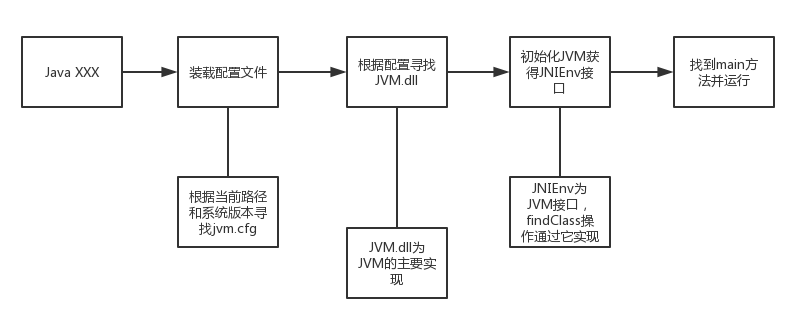 Java XXX
装载配置文件
根据配置寻找
JVM.dll
初始化JVM获
得JNIEnv接
口
找到main方
法并运行
根据当前路径
和系统版本寻
找jvm.cfg
JVM.dll为
JVM的主要实
现
JNIEnv为
JVM接口，
findClass操
作通过它实现